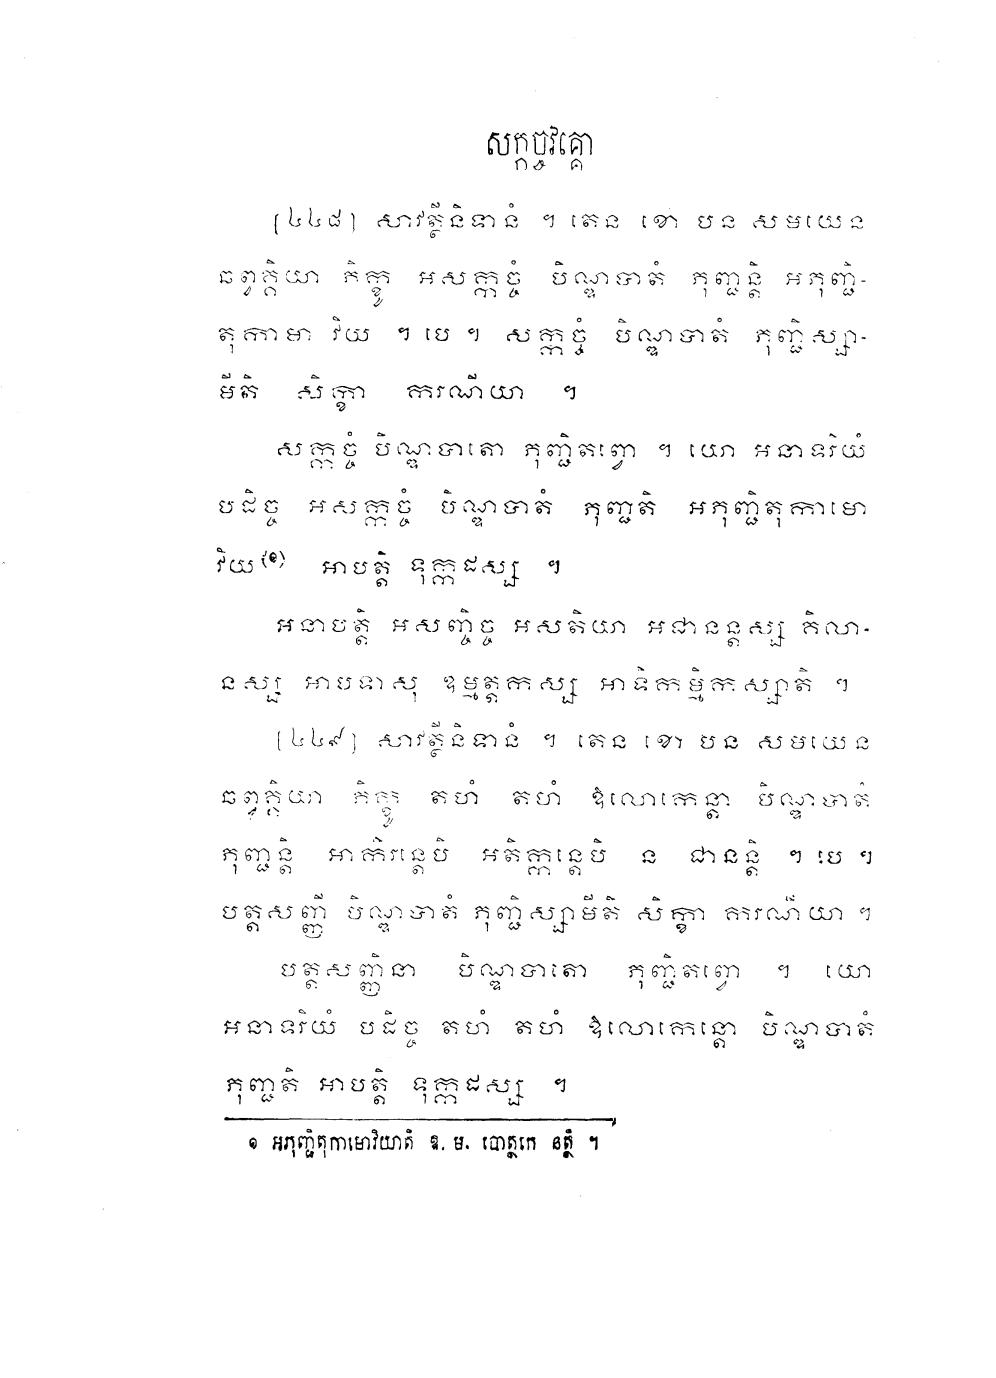 សក្កច្ចវគ្គោ
[៤៤៨] សាវត្ថីនិទានំ ។ តេន ខោ បន សមយេន
ឆព្វគ្គិយា ភិក្ខូ អសក្កច្ចំ បិណ្ឌបាតំ ភុញ្ជន្តិ អភុញ្ជិ-
តុកាមា វិយ ។ បេ ។ សក្កច្ចំ បិណ្ឌបាតំ ភុញ្ជិស្សា-
មីតិ សិក្ខា ករណីយា ។
សក្កច្ចំ បិណ្ឌបាតោ ភុញ្ជិតព្វោ ។ យោ អនាទរិយំ
បដិច្ច អសក្កច្ចំ បិណ្ឌបាតំ ភុញ្ជតិ អភុញ្ជិតុកាមោ
វិយ(១) អាបត្តិ ទុក្កដស្ស ។
អនាបត្តិ អសញ្ចិច្ច អសតិយា អជានន្តស្ស គិលា-
នស្ស អាបទាសុ ឧម្មត្តកស្ស អាទិកម្មិកស្សាតិ ។
[៤៤៩] សាវត្ថីនិទានំ ។ តេន ខោ បន សមយេន
ឆព្វគ្គិយា ភិក្ខូ តហំ តហំ ឱលោកេន្តា បិណ្ឌបាតំ
ភុញ្ជន្តិ អាកិរន្តេបិ អតិក្កន្តេបិ ន ជានន្តិ ។ បេ ។
បត្តសញ្ញី បិណ្ឌបាតំ ភុញ្ជិស្សាមីតិ សិក្ខា ករណីយា ។
បត្តសញ្ញិនា បិណ្ឌបាតោ ភុញ្ជិតព្វោ ។ យោ
អនាទរិយំ បដិច្ច តហំ តហំ ឱលោកេន្តោ បិណ្ឌបាតំ
ភុញ្ជតិ អាបត្តិ ទុក្កដស្ស ។
១ អភុញ្ជិតុកាមោវិយាតិ ឱ. ម. បោត្ថកេ នត្ថិ ។